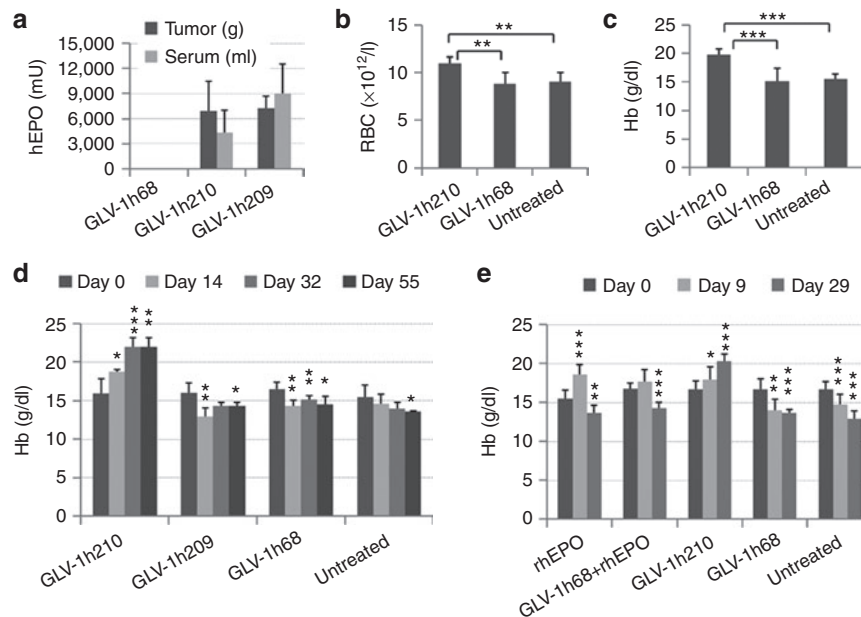 a
Tumor (g)
Serum (ml)
hEPO (mU)
15,000
12,000
9,000
6,000
3,000
0
GLV-1h68
GLV-1h210
GLV-1h209
b
RBC (×10¹²/l)
15
10
5
0
**
**
GLV-1h210
GLV-1h68
Untreated
c
Hb (g/dl)
25
20
15
10
5
0
***
***
GLV-1h210
GLV-1h68
Untreated
d
Day 0 Day 14 Day 32 Day 55
Hb (g/dl)
25
20
15
10
5
0
* *** **
** *
** ** *
*
GLV-1h210
GLV-1h209
GLV-1h68
Untreated
e
Day 0 Day 9 Day 29
Hb (g/dl)
25
20
15
10
5
0
*** **
***
* ***
** ***
*** ***
rhEPO
GLV-1h68+rhEPO
GLV-1h210
GLV-1h68
Untreated